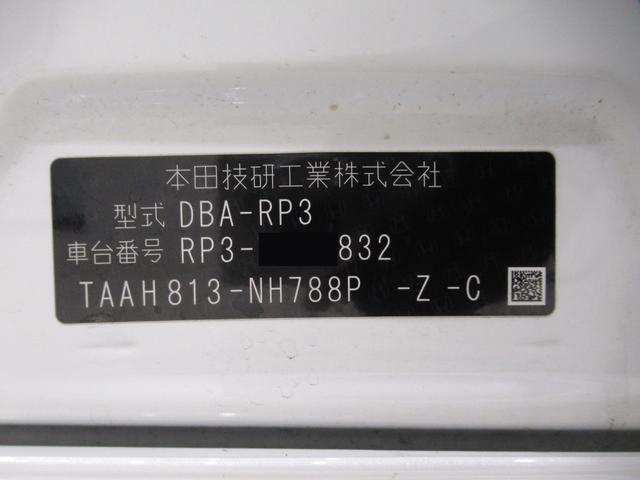 本田技研工業株式会社
型式 DBA-RP3
車台番号 RP3- 832
TAAH813-NH788P -Z-C